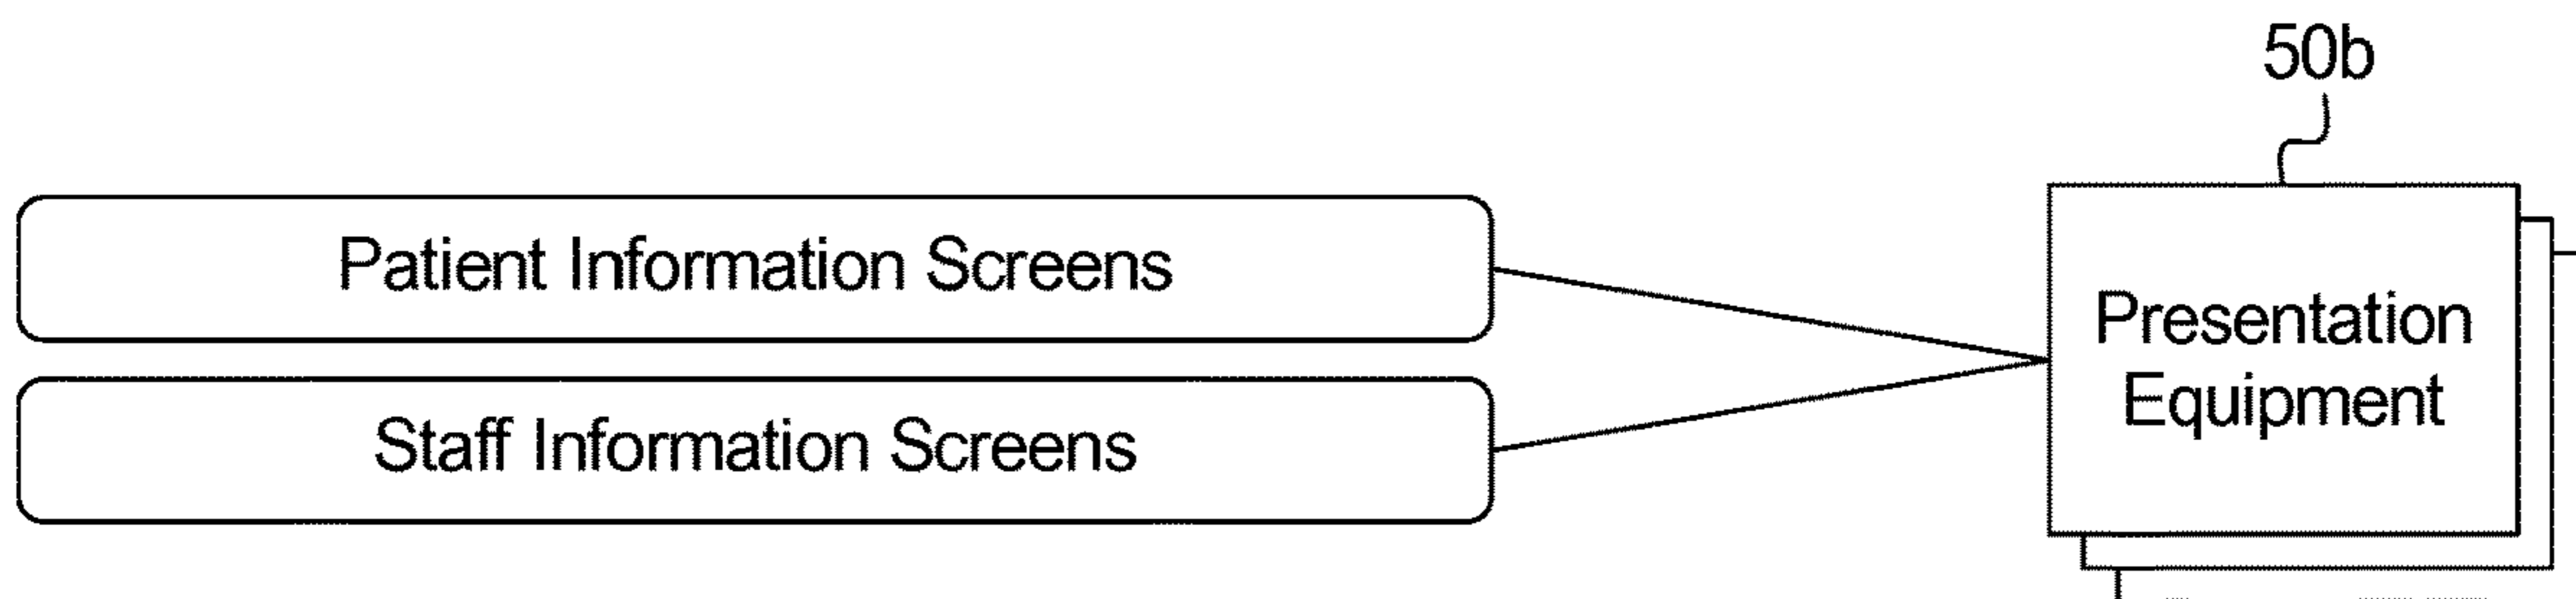 50b
Patient Information Screens
Presentation
Equipment
Staff Information Screens